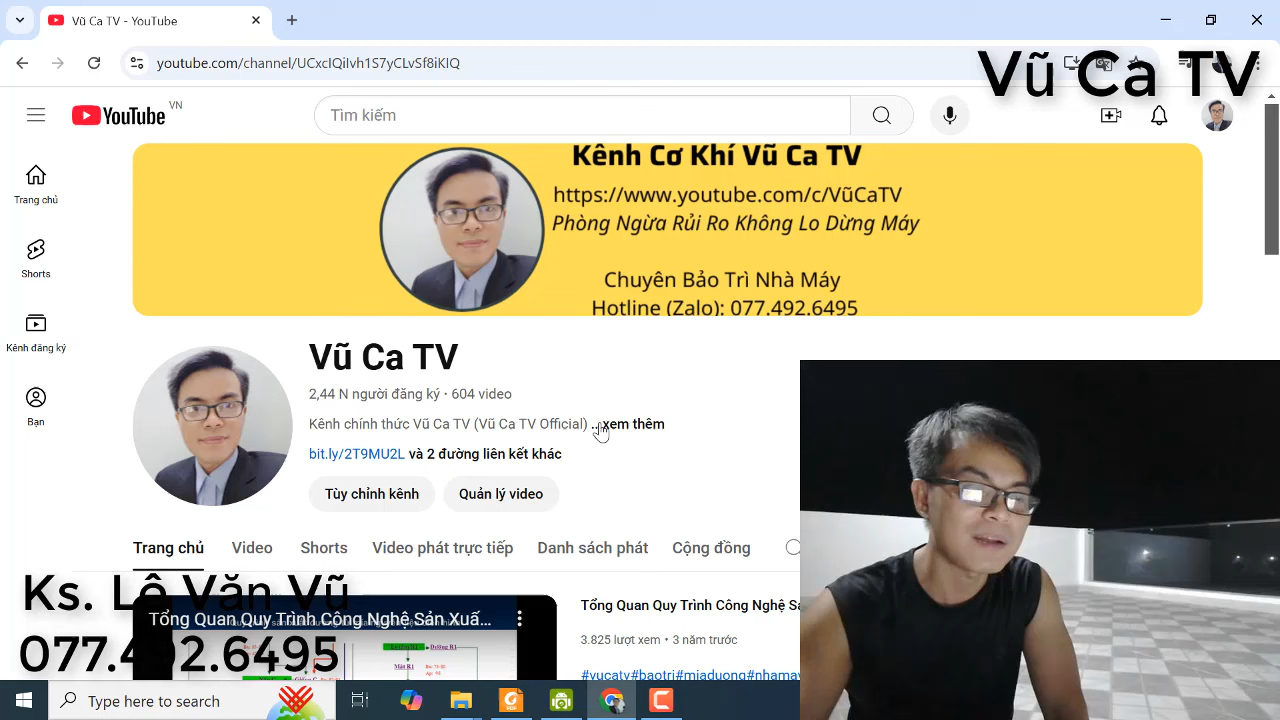 Vũ Ca TV - YouTube
youtube.com/channel/UCxcIQiIvh1S7yCLvSf8iKIQ
Vũ Ca TV
YouTube VN
Tìm kiếm
Trang chủ
Shorts
Kênh đăng ký
Bạn
Kênh Cơ Khí Vũ Ca TV
https://www.youtube.com/c/VũCaTV
Phòng Ngừa Rủi Ro Không Lo Dừng Máy
Chuyên Bảo Trì Nhà Máy
Hotline (Zalo): 077.492.6495
Vũ Ca TV
2,44 N người đăng ký · 604 video
Kênh chính thức Vũ Ca TV (Vũ Ca TV Official) ...xem thêm
bit.ly/2T9MU2L và 2 đường liên kết khác
Tùy chỉnh kênh Quản lý video
Trang chủ Video Shorts Video phát trực tiếp Danh sách phát Cộng đồng
Ks. Lê Văn Vũ
077.492.6495
Tổng Quan Quy Trình Công Nghệ Sản Xuấ...
Tổng Quan Quy Trình Công Nghệ Sả
3.825 lượt xem • 3 năm trước
#vucatv#baotri#miaduong#nhama
Type here to search